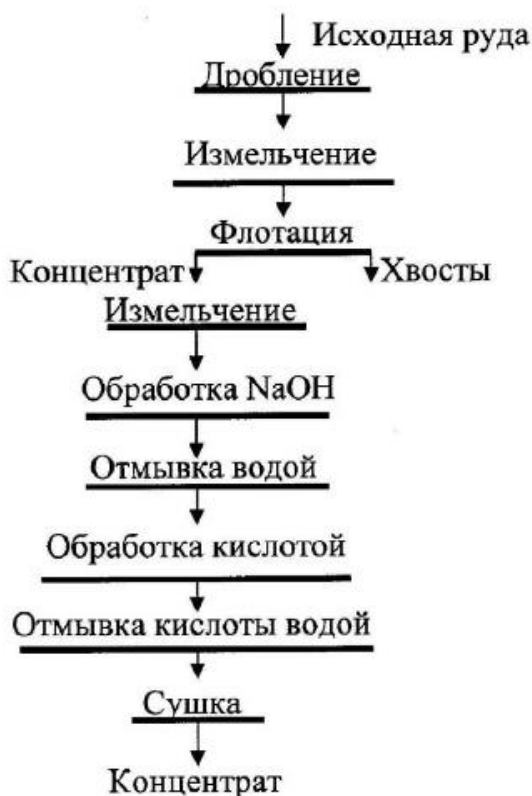 Исходная руда
Дробление
Измельчение
Флотация
Концентрат Хвосты
Измельчение
Обработка NaOH
Отмывка водой
Обработка кислотой
Отмывка кислоты водой
Сушка
Концентрат